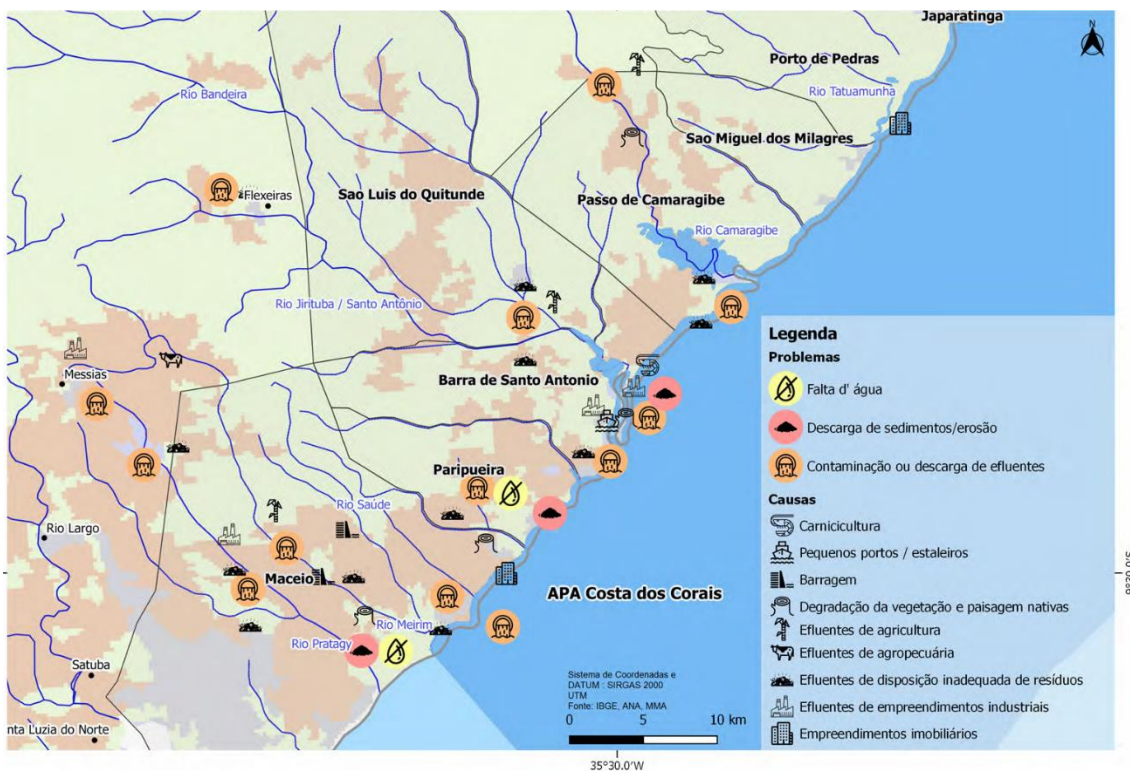 Japaratinga
N
Porto de Pedras
Rio Tatuamunha
Rio Bandeira
Sao Miguel dos Milagres
Sao Luis do Quitunde
Flexeiras
Passo de Camaragibe
Rio Camaragibe
Rio Jirituba / Santo Antônio
Messias
Barra de Santo Antonio
Paripueira
Rio Saúde
Rio Largo
Maceio
APA Costa dos Corais
Rio Meirim
Rio Pratagy
Satuba
nta Luzia do Norte
Legenda
Problemas
Falta d' água
Descarga de sedimentos/erosão
Contaminação ou descarga de efluentes
Causas
Carnicicultura
Pequenos portos / estaleiros
Barragem
Degradação da vegetação e paisagem nativas
Efluentes de agricultura
Efluentes de agropecuária
Efluentes de disposição inadequada de resíduos
Efluentes de empreendimentos industriais
Empreendimentos imobiliários
Sistema de Coordenadas e
DATUM : SIRGAS 2000
UTM
Fonte: IBGE, ANA, MMA
0 5 10 km
35°30.0'W